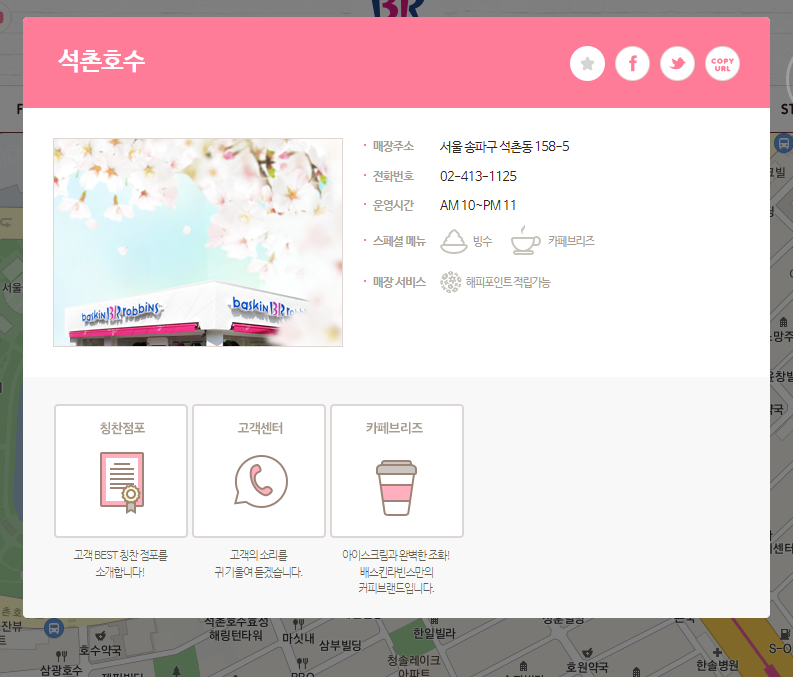 석촌호수
COPY
URL
매장주소 서울 송파구 석촌동 158-5
전화번호 02-413-1125
운영시간 AM 10~PM 11
스페셜 메뉴 빙수 카페브리즈
매장 서비스 해피포인트 적립가능
baskin BR robbins
baskin BR
칭찬점포
고객 BEST 칭찬 점포를
소개합니다!
고객센터
고객의 소리를
귀 기울여 듣겠습니다.
카페브리즈
아이스크림과 완벽한 조화!
배스킨라빈스만의
커피브랜드입니다.
서울
석촌호수효성
해링턴타워
호수약국
삼광호수
마싯내
삼부빌딩
한일빌라
청솔레이크
아파트
호원약국
한솔병원
S-O